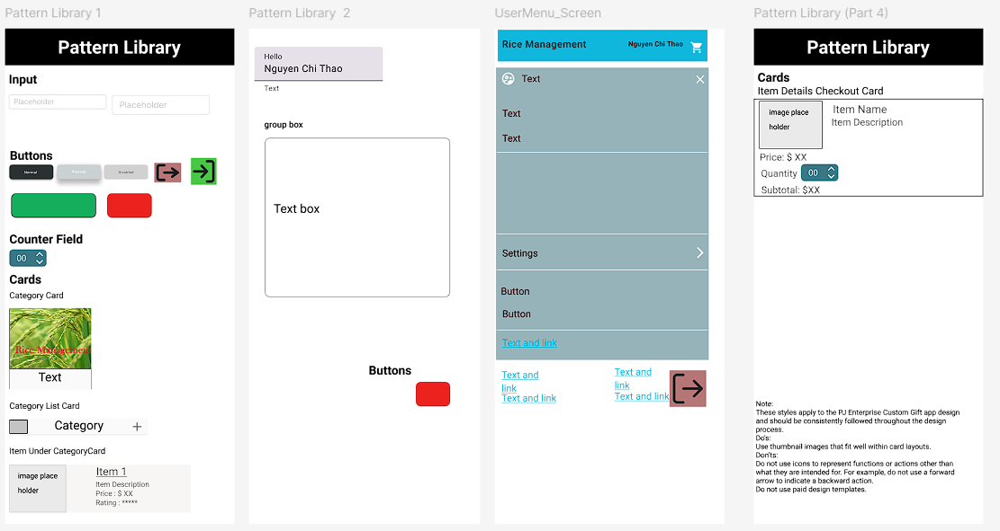 Pattern Library 1
Pattern Library
Input
Placeholder
Placeholder
Buttons
Normal
Pressed
Disabled
Counter Field
00
Cards
Category Card
Rice Management
Text
Category List Card
Category
Item Under CategoryCard
image place
holder
Item 1
Item Description
Price : $ XX
Rating : *****
Pattern Library 2
Hello
Nguyen Chi Thao
Text
group box
Text box
Buttons
UserMenu_Screen
Rice Management
Nguyen Chi Thao
Text
Text
Text
Settings
Button
Button
Text and link
Text and
link
Text and link
Text and
link
Text and link
Pattern Library (Part 4)
Pattern Library
Cards
Item Details Checkout Card
image place
holder
Item Name
Item Description
Price: $ XX
Quantity
00
Subtotal: $XX
Note:
These styles apply to the PJ Enterprise Custom Gift app design
and should be consistently followed throughout the design
process.
Do's:
Use thumbnail images that fit well within card layouts.
Don'ts:
Do not use icons to represent functions or actions other than
what they are intended for. For example, do not use a forward
arrow to indicate a backward action.
Do not use paid design templates.